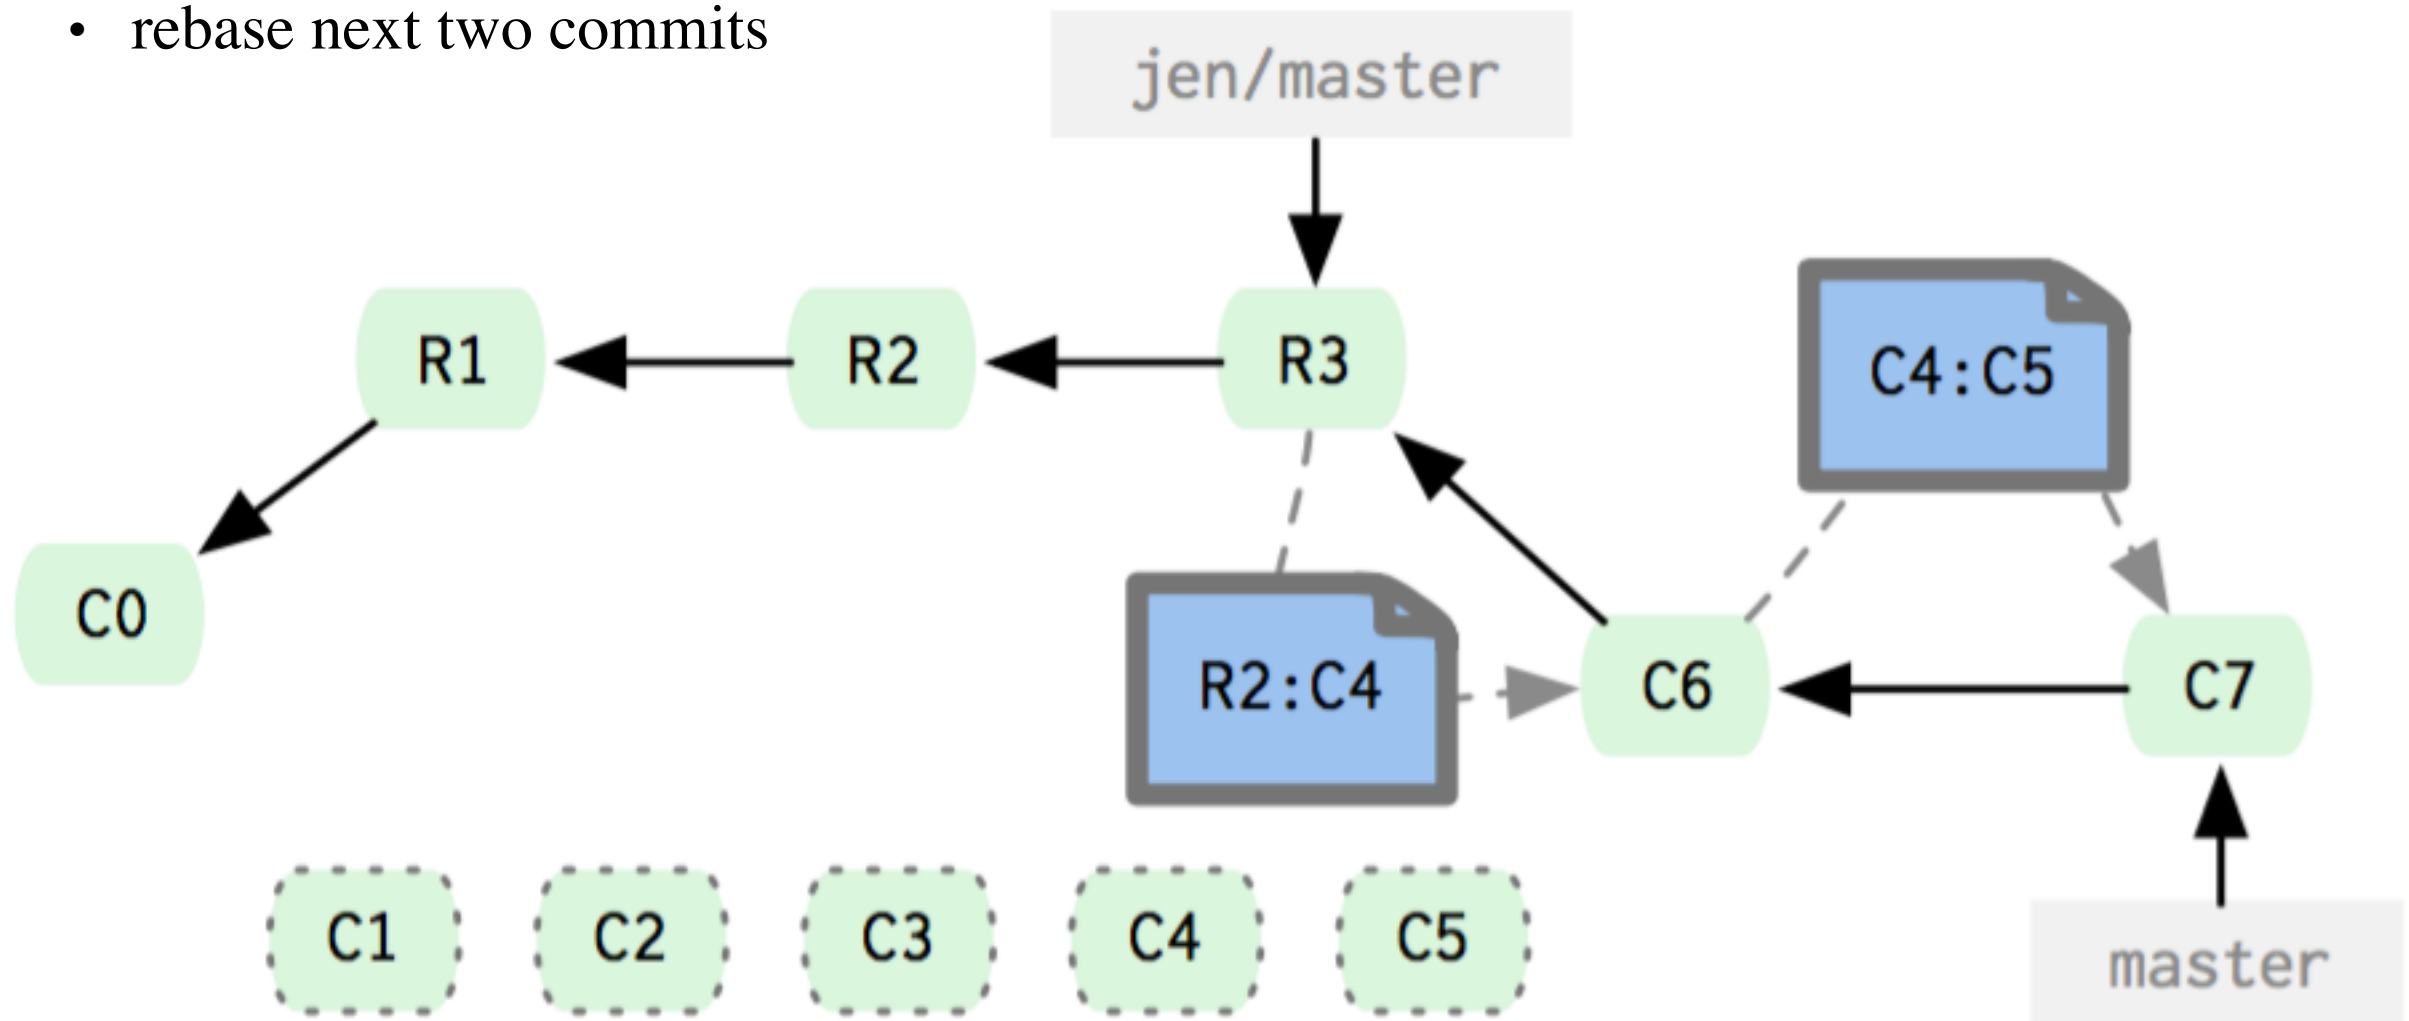 • rebase next two commits
jen/master
R1
R2
R3
C4:C5
C0
R2:C4
C6
C7
C1
C2
C3
C4
C5
master